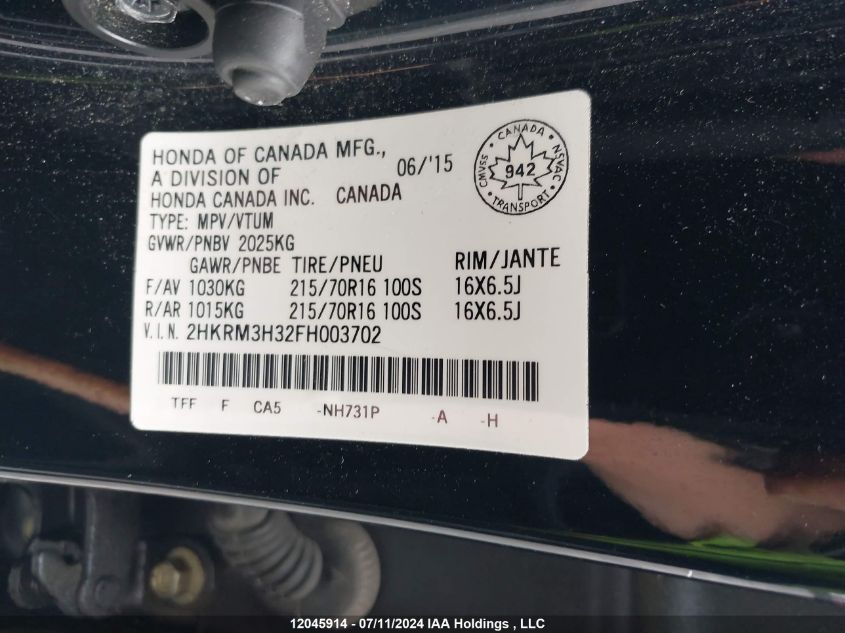 HONDA OF CANADA MFG., 06/'15
A DIVISION OF
HONDA CANADA INC. CANADA
TYPE: MPV/VTUM
GVWR/PNBV 2025KG
GAWR/PNBE TIRE/PNEU RIM/JANTE
F/AV 1030KG 215/70R16 100S 16X6.5J
R/AR 1015KG 215/70R16 100S 16X6.5J
V.I.N. 2HKRM3H32FH003702
TFF F CA5 -NH731P -A -H
CANADA
CMVSS 942 NSVAC
TRANSPORT
12045914 - 07/11/2024 IAA Holdings , LLC